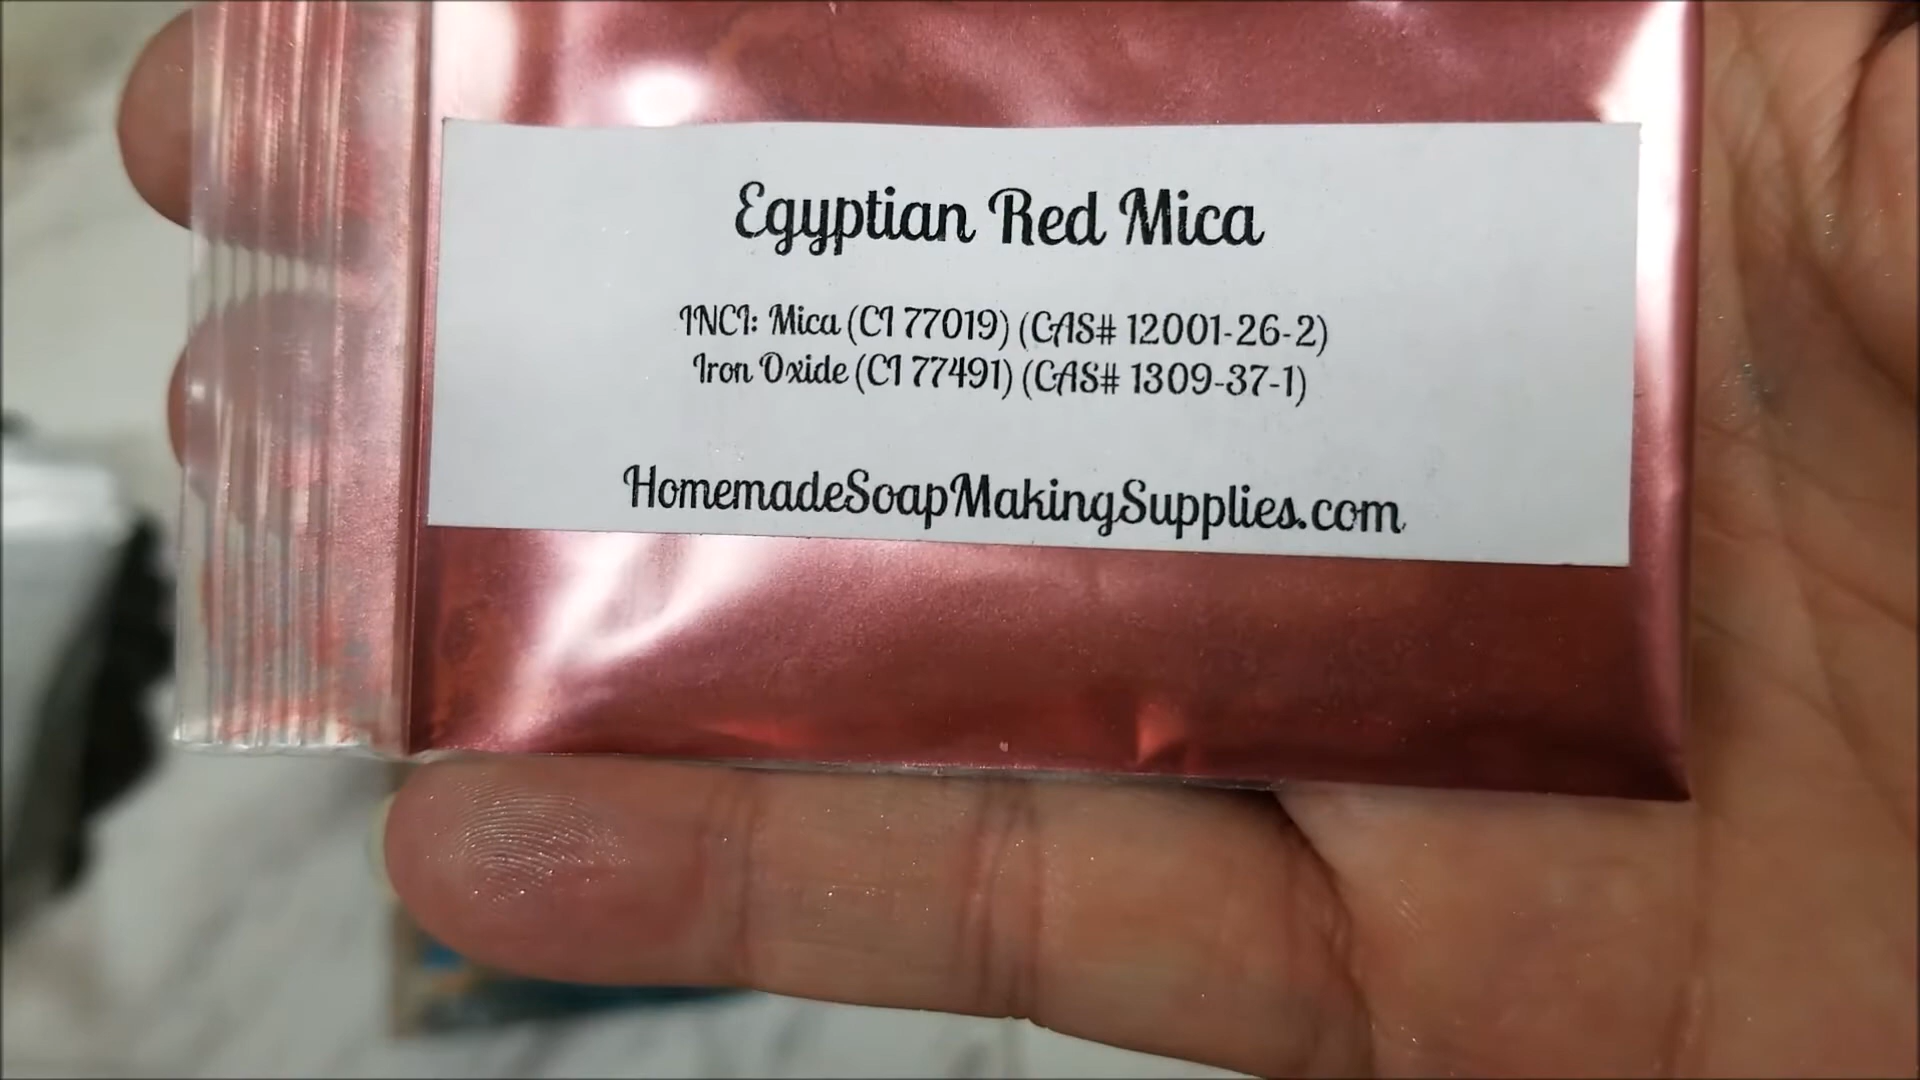 Egyptian Red Mica
INCI: Mica (CI 77019) (CAS# 12001-26-2)
Iron Oxide (CI 77491) (CAS# 1309-37-1)
HomemadeSoapMakingSupplies.com